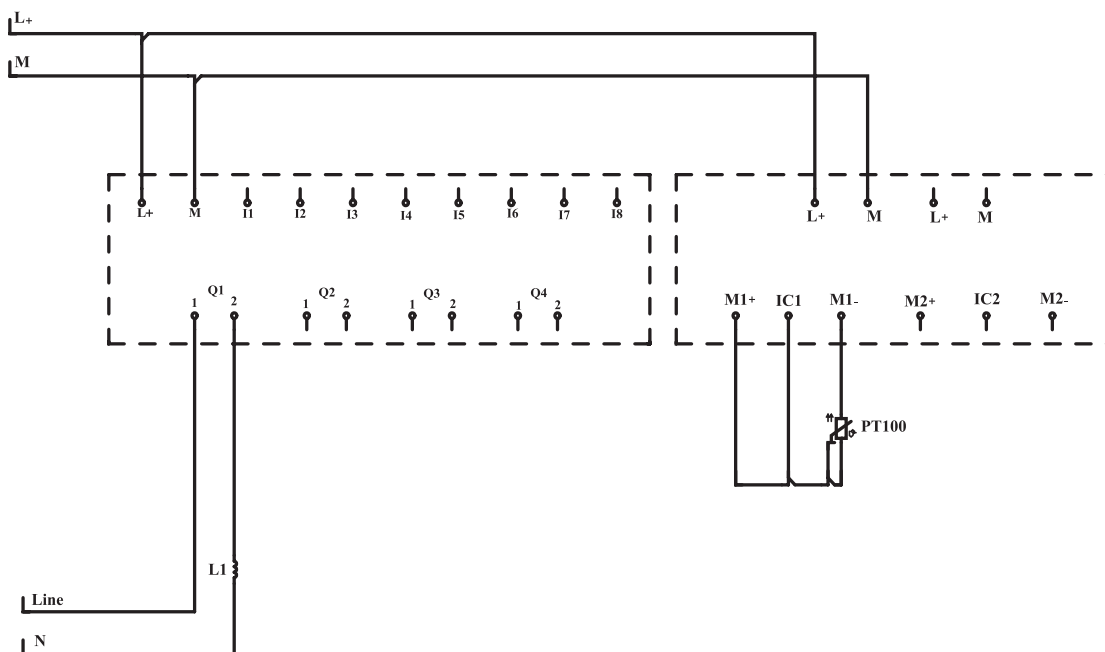 L+
M
L+ M I1 I2 I3 I4 I5 I6 I7 I8
L+ M L+ M
Q1 Q2 Q3 Q4
1 2 1 2 1 2 1 2
M1+ IC1 M1- M2+ IC2 M2-
PT100
L1
Line
N